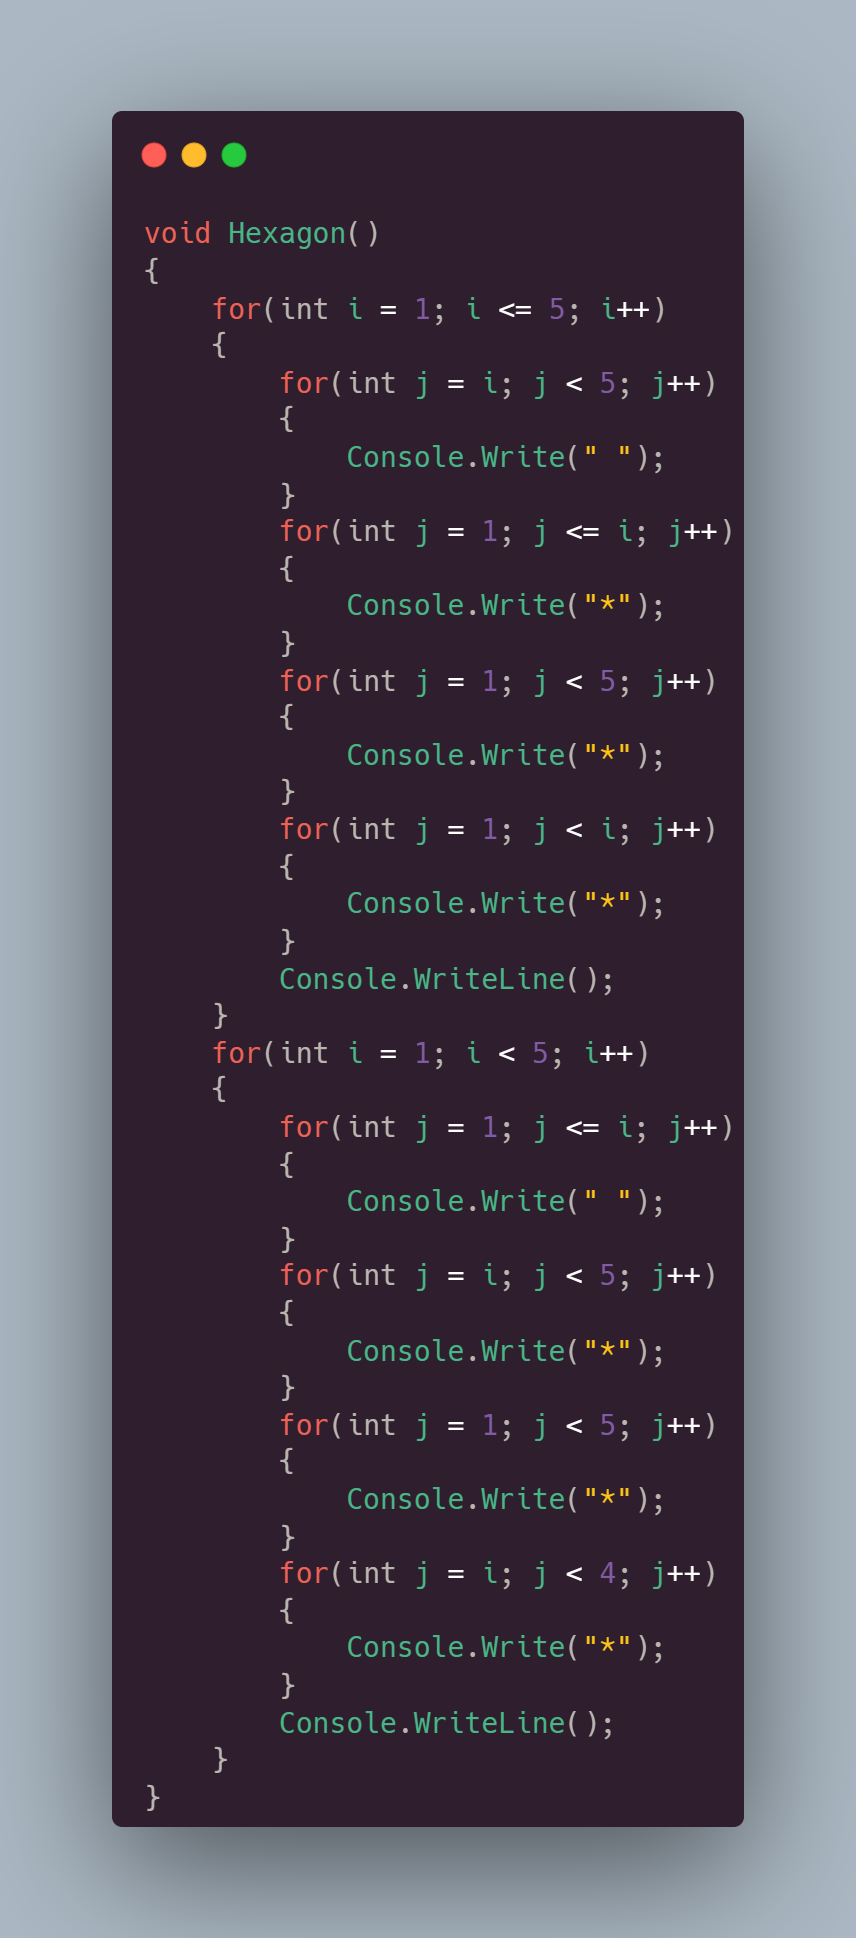 void Hexagon()
{
    for(int i = 1; i <= 5; i++)
    {
        for(int j = i; j < 5; j++)
        {
            Console.Write(" ");
        }
        for(int j = 1; j <= i; j++)
        {
            Console.Write("*");
        }
        for(int j = 1; j < 5; j++)
        {
            Console.Write("*");
        }
        for(int j = 1; j < i; j++)
        {
            Console.Write("*");
        }
        Console.WriteLine();
    }
    for(int i = 1; i < 5; i++)
    {
        for(int j = 1; j <= i; j++)
        {
            Console.Write(" ");
        }
        for(int j = i; j < 5; j++)
        {
            Console.Write("*");
        }
        for(int j = 1; j < 5; j++)
        {
            Console.Write("*");
        }
        for(int j = i; j < 4; j++)
        {
            Console.Write("*");
        }
        Console.WriteLine();
    }
}